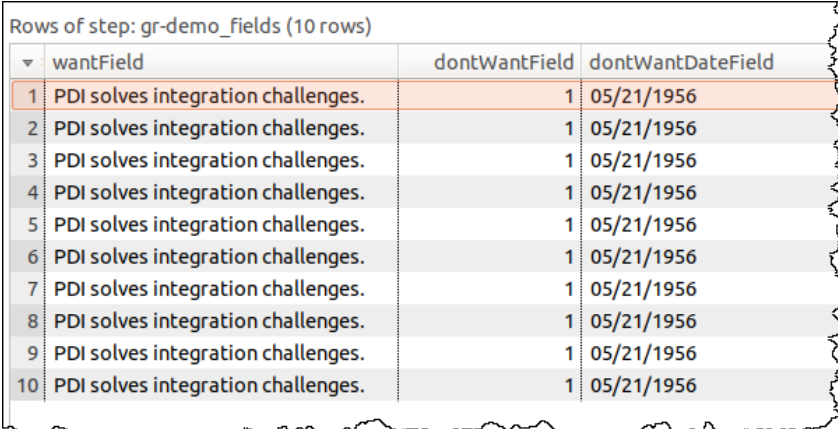 Rows of step: gr-demo_fields (10 rows)
wantField dontWantField dontWantDateField
1 PDI solves integration challenges. 1 05/21/1956
2 PDI solves integration challenges. 1 05/21/1956
3 PDI solves integration challenges. 1 05/21/1956
4 PDI solves integration challenges. 1 05/21/1956
5 PDI solves integration challenges. 1 05/21/1956
6 PDI solves integration challenges. 1 05/21/1956
7 PDI solves integration challenges. 1 05/21/1956
8 PDI solves integration challenges. 1 05/21/1956
9 PDI solves integration challenges. 1 05/21/1956
10 PDI solves integration challenges. 1 05/21/1956